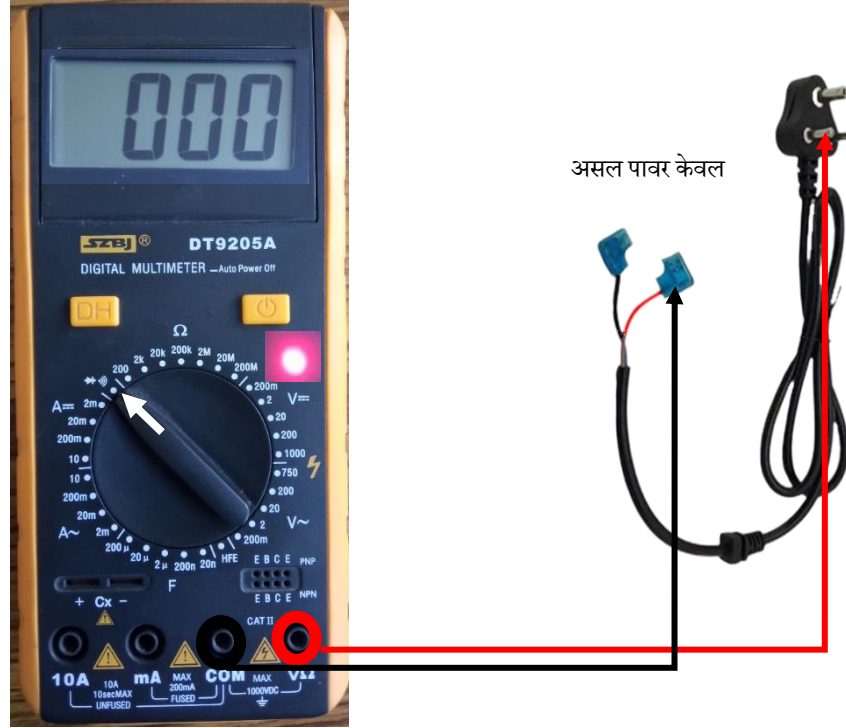 000
SZBJ ® DT9205A
DIGITAL MULTIMETER — Auto Power Off
DH
Ω
200 2k 20k 200k 2M 20M 200M
A⎓ 2m 20m 200m 10
10 200m 20m 2m 200µ A~
20µ 2µ 200n 20n F
HFE
200m 2 20 200 1000 V⎓
750 200 20 2 200m V~
E B C E PNP
E B C E NPN
+ Cx −
CAT II
10A mA COM VΩ
10A 10secMAX UNFUSED
MAX 200mA FUSED
MAX 1000VDC
असल पावर केवल